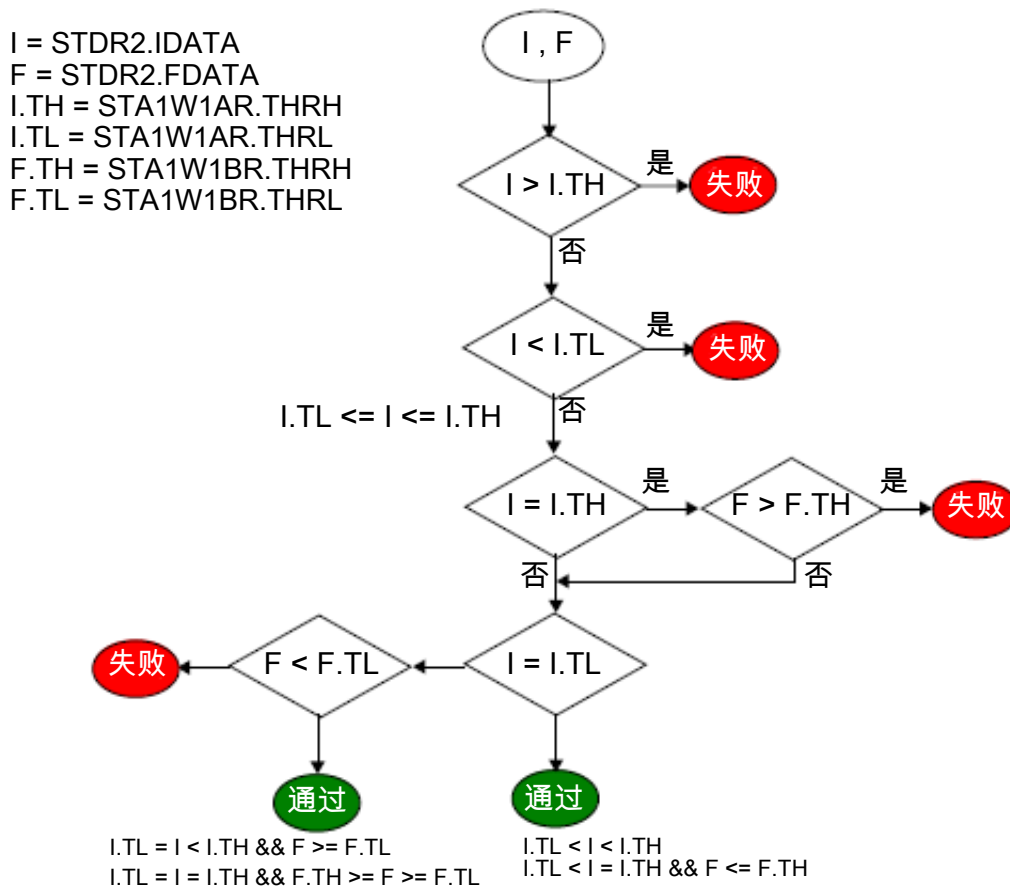 I = STDR2.IDATA
F = STDR2.FDATA
I.TH = STA1W1AR.THRH
I.TL = STA1W1AR.THRL
F.TH = STA1W1BR.THRH
F.TL = STA1W1BR.THRL
I , F
I > I.TH
是
失败
否
I < I.TL
是
失败
I.TL <= I <= I.TH
否
I = I.TH
是
F > F.TH
是
失败
否
否
失败
F < F.TL
I = I.TL
通过
通过
I.TL = I < I.TH && F >= F.TL
I.TL = I = I.TH && F.TH >= F >= F.TL
I.TL < I < I.TH
I.TL < I = I.TH && F <= F.TH